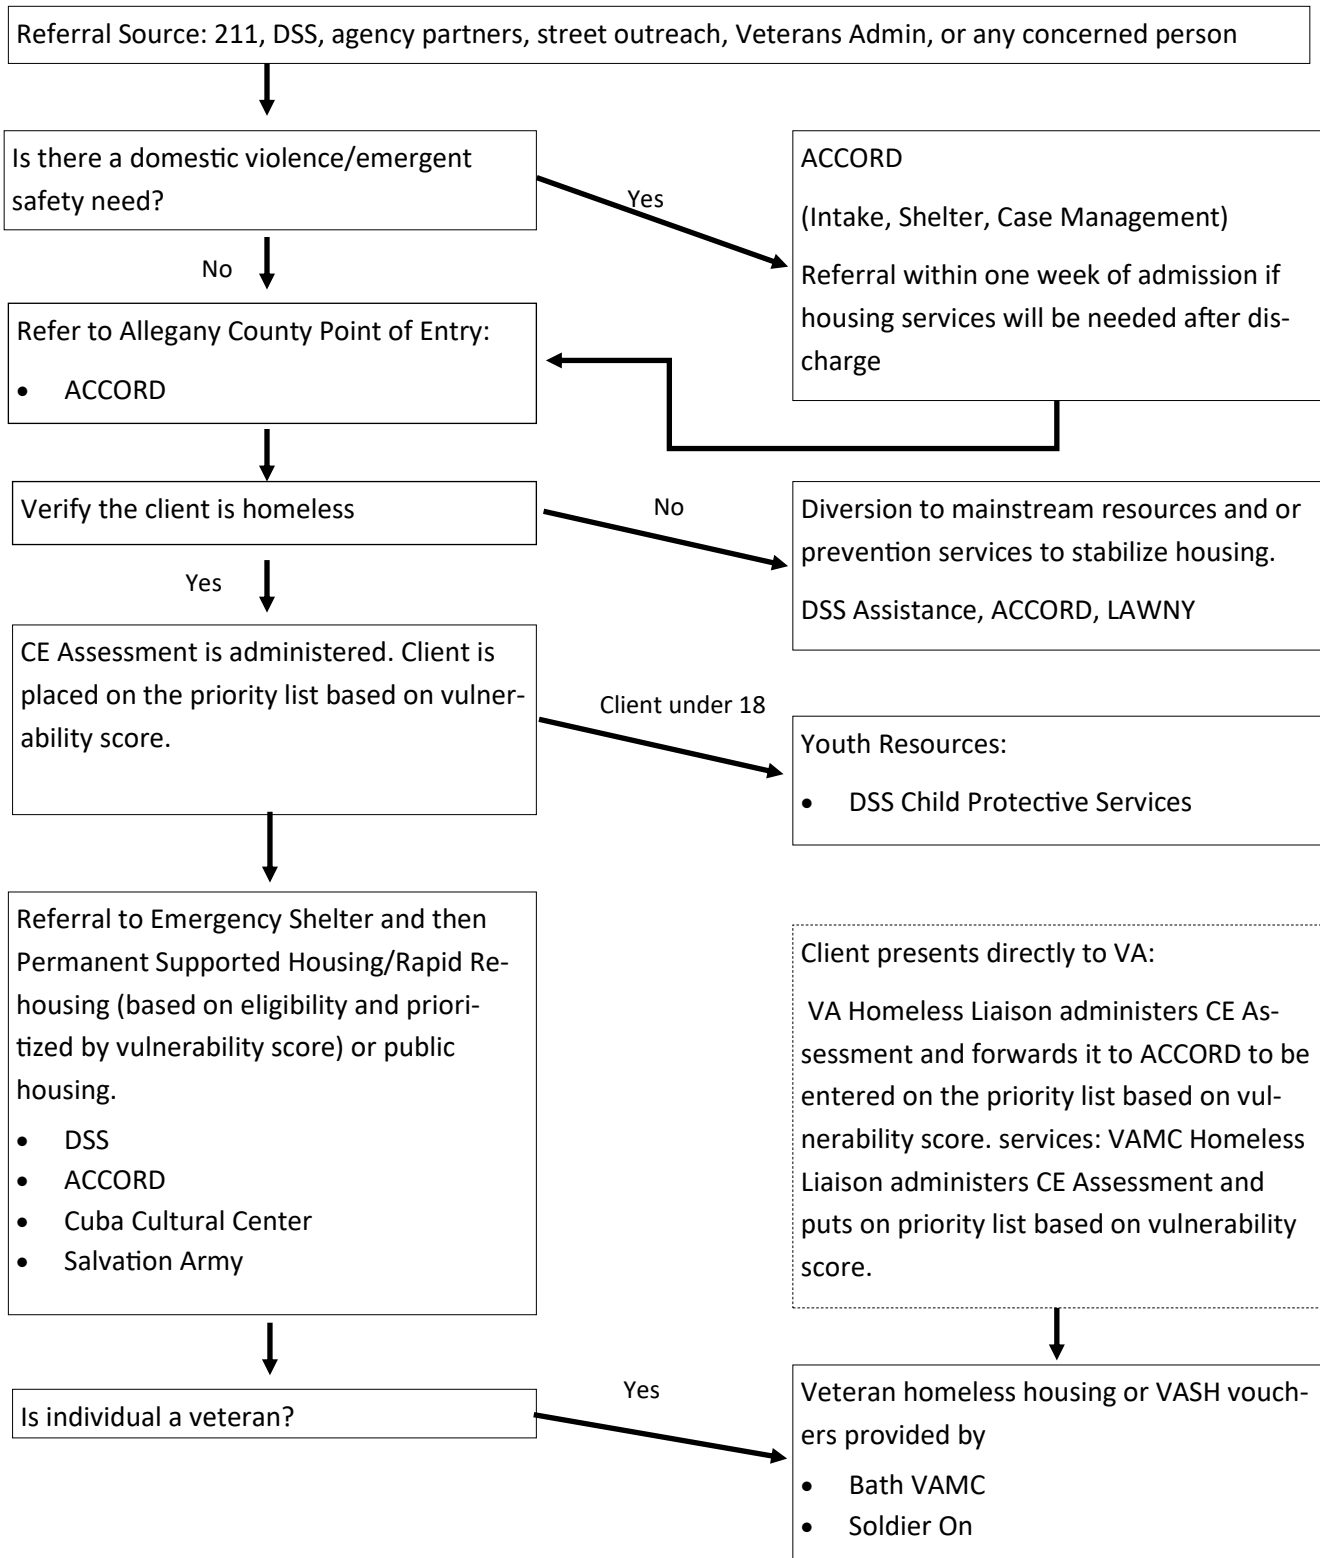 Referral Source: 211, DSS, agency partners, street outreach, Veterans Admin, or any concerned person
Is there a domestic violence/emergent
safety need?
Yes
ACCORD
(Intake, Shelter, Case Management)
Referral within one week of admission if
housing services will be needed after dis-
charge
No
Refer to Allegany County Point of Entry:
• ACCORD
Verify the client is homeless
No
Diversion to mainstream resources and or
prevention services to stabilize housing.
DSS Assistance, ACCORD, LAWNY
Yes
CE Assessment is administered. Client is
placed on the priority list based on vulner-
ability score.
Client under 18
Youth Resources:
• DSS Child Protective Services
Referral to Emergency Shelter and then
Permanent Supported Housing/Rapid Re-
housing (based on eligibility and priori-
tized by vulnerability score) or public
housing.
• DSS
• ACCORD
• Cuba Cultural Center
• Salvation Army
Client presents directly to VA:
VA Homeless Liaison administers CE As-
sessment and forwards it to ACCORD to be
entered on the priority list based on vul-
nerability score. services: VAMC Homeless
Liaison administers CE Assessment and
puts on priority list based on vulnerability
score.
Is individual a veteran?
Yes
Veteran homeless housing or VASH vouch-
ers provided by
• Bath VAMC
• Soldier On